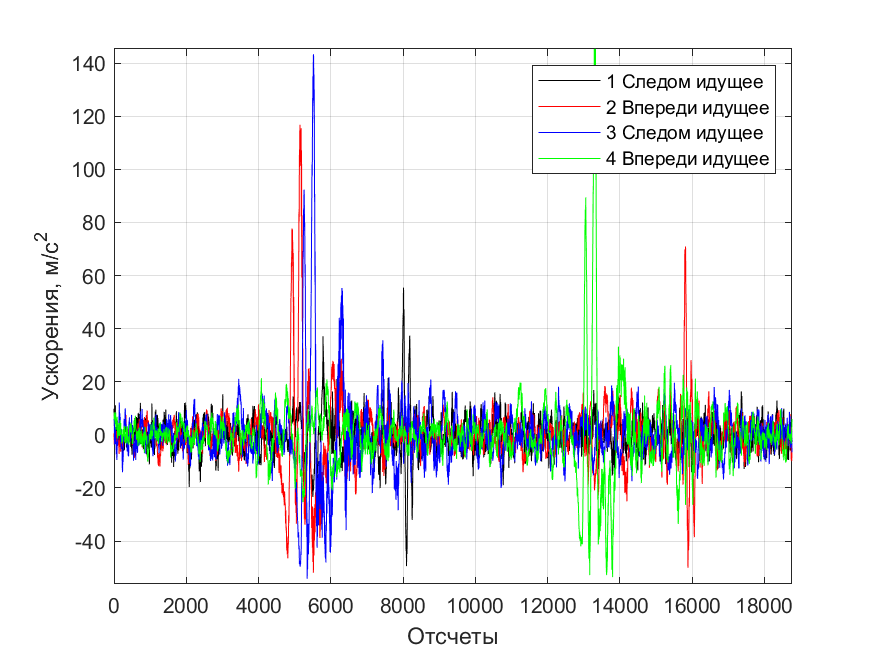 140
120
100
80
60
40
20
0
-20
-40
Ускорения, м/с²
1 Следом идущее
2 Впереди идущее
3 Следом идущее
4 Впереди идущее
0 2000 4000 6000 8000 10000 12000 14000 16000 18000
Отсчеты